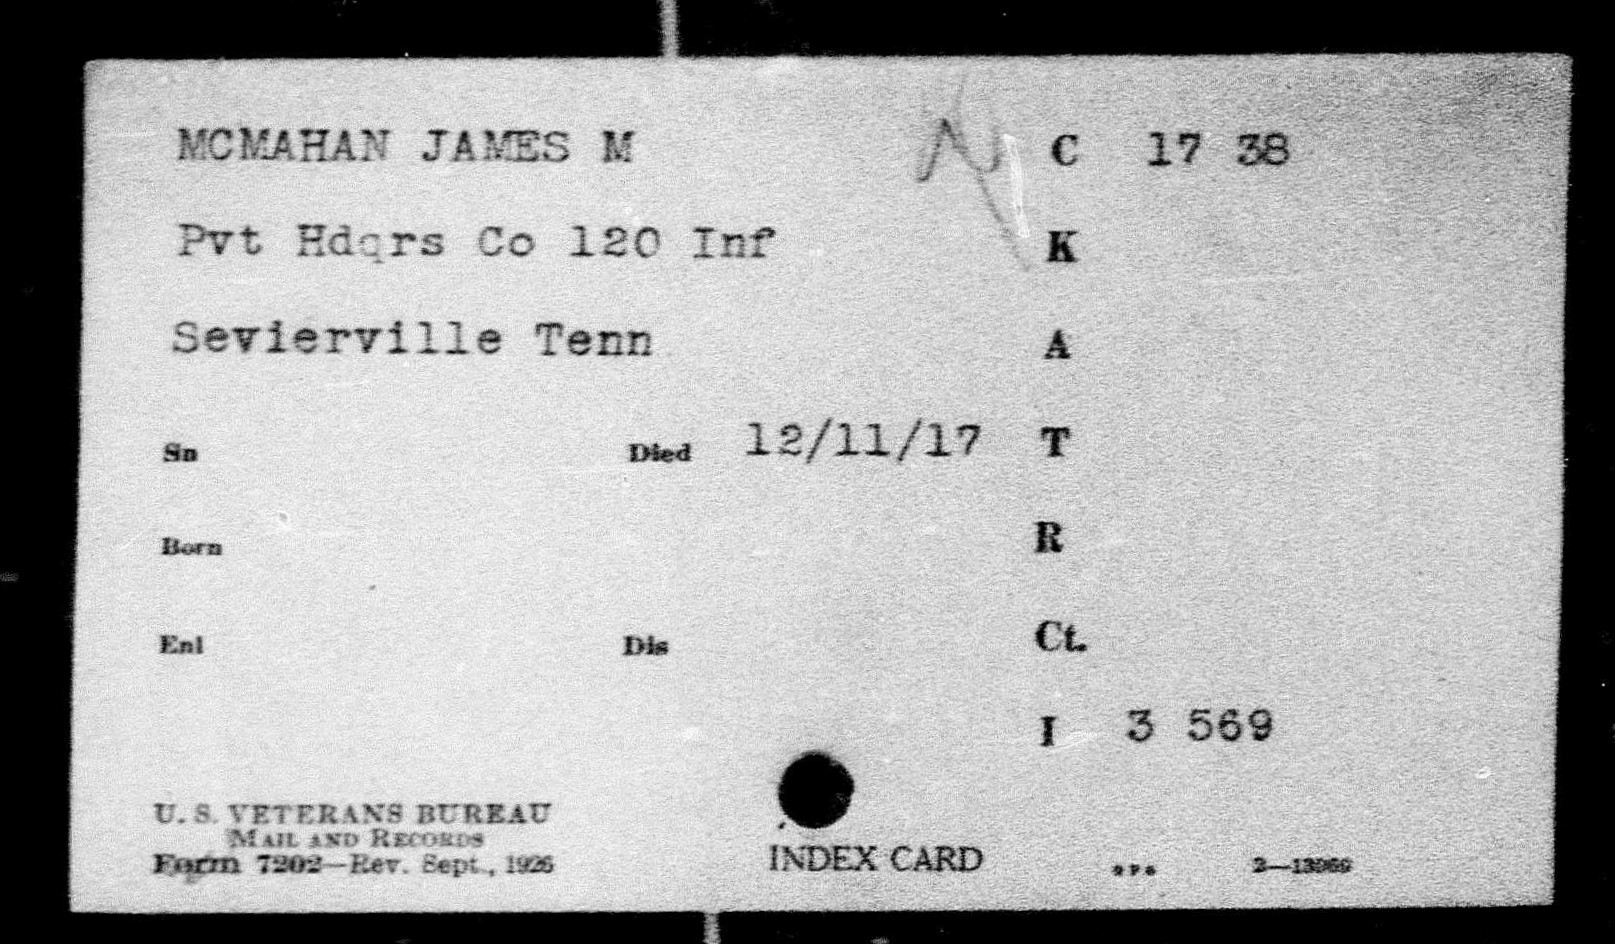 MCMAHAN JAMES M C 17 38
Pvt Hdqrs Co 120 Inf K
Sevierville Tenn A
Sn Died 12/11/17 T
Born R
Enl Dis Ct.
I 3 569
U. S. VETERANS BUREAU
MAIL AND RECORDS
Form 7202—Rev. Sept., 1926 INDEX CARD